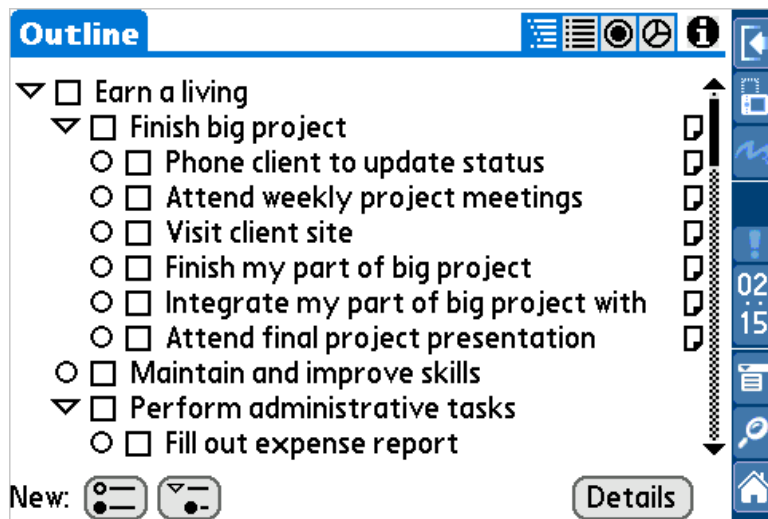 Outline
Earn a living
Finish big project
Phone client to update status
Attend weekly project meetings
Visit client site
Finish my part of big project
Integrate my part of big project with
Attend final project presentation
Maintain and improve skills
Perform administrative tasks
Fill out expense report
New:
Details
02
15